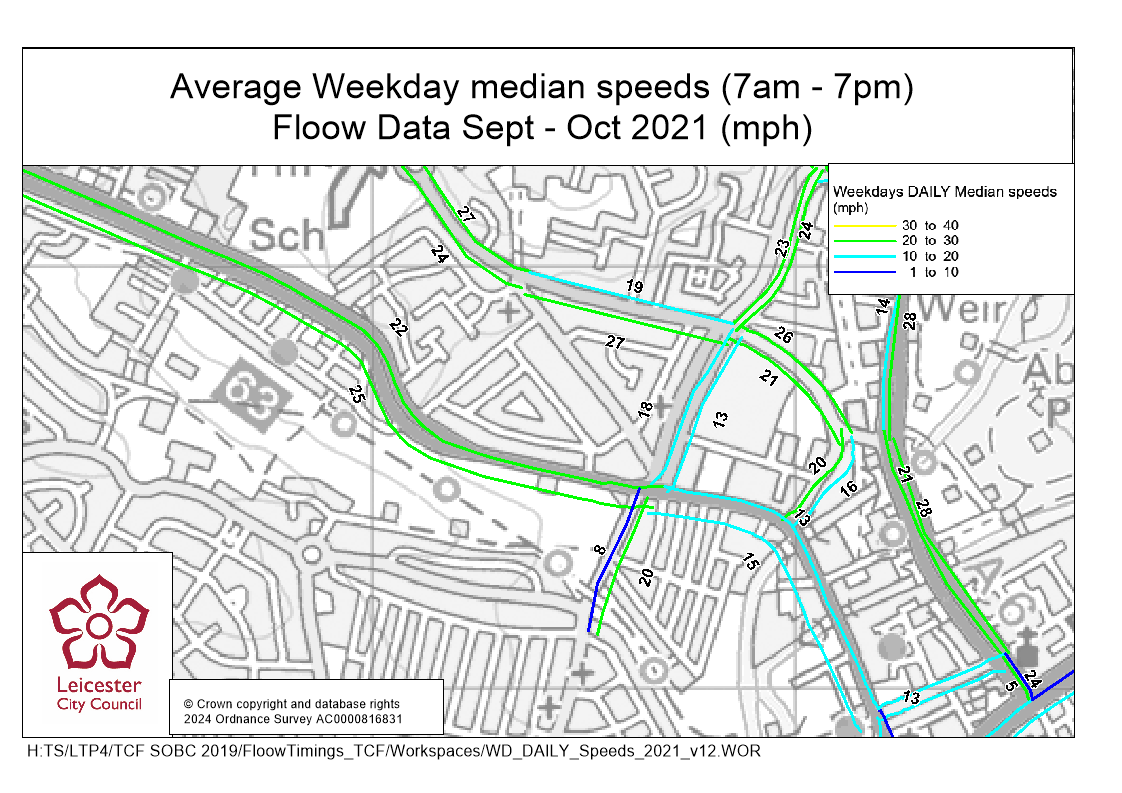 Average Weekday median speeds (7am - 7pm)
Floow Data Sept - Oct 2021 (mph)
Weekdays DAILY Median speeds
(mph)
30 to 40
20 to 30
10 to 20
1 to 10
Sch
27
24
23
24
19
14
28
Weir
22
27
26
Ab
63
25
21
18
13
20
16
21
28
13
8
20
15
A
24
5
13
Leicester
City Council
© Crown copyright and database rights
2024 Ordnance Survey AC0000816831
H:TS/LTP4/TCF SOBC 2019/FloowTimings_TCF/Workspaces/WD_DAILY_Speeds_2021_v12.WOR